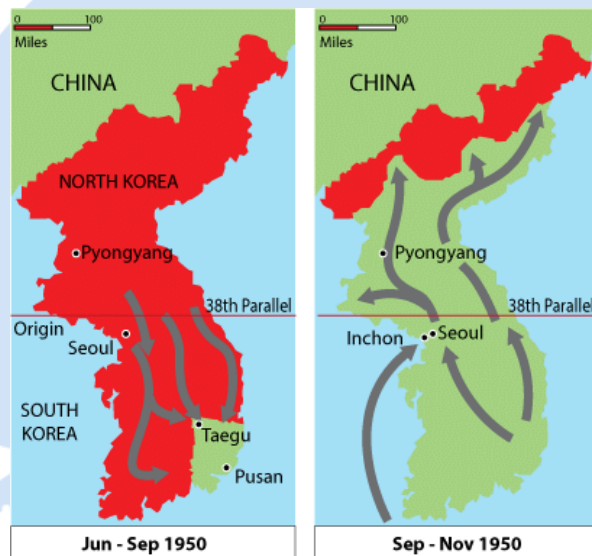 0 100
Miles
CHINA
NORTH KOREA
Pyongyang
38th Parallel
Origin
Seoul
SOUTH
KOREA
Taegu
Pusan
Jun - Sep 1950
0 100
Miles
CHINA
Pyongyang
38th Parallel
Inchon
Seoul
Sep - Nov 1950